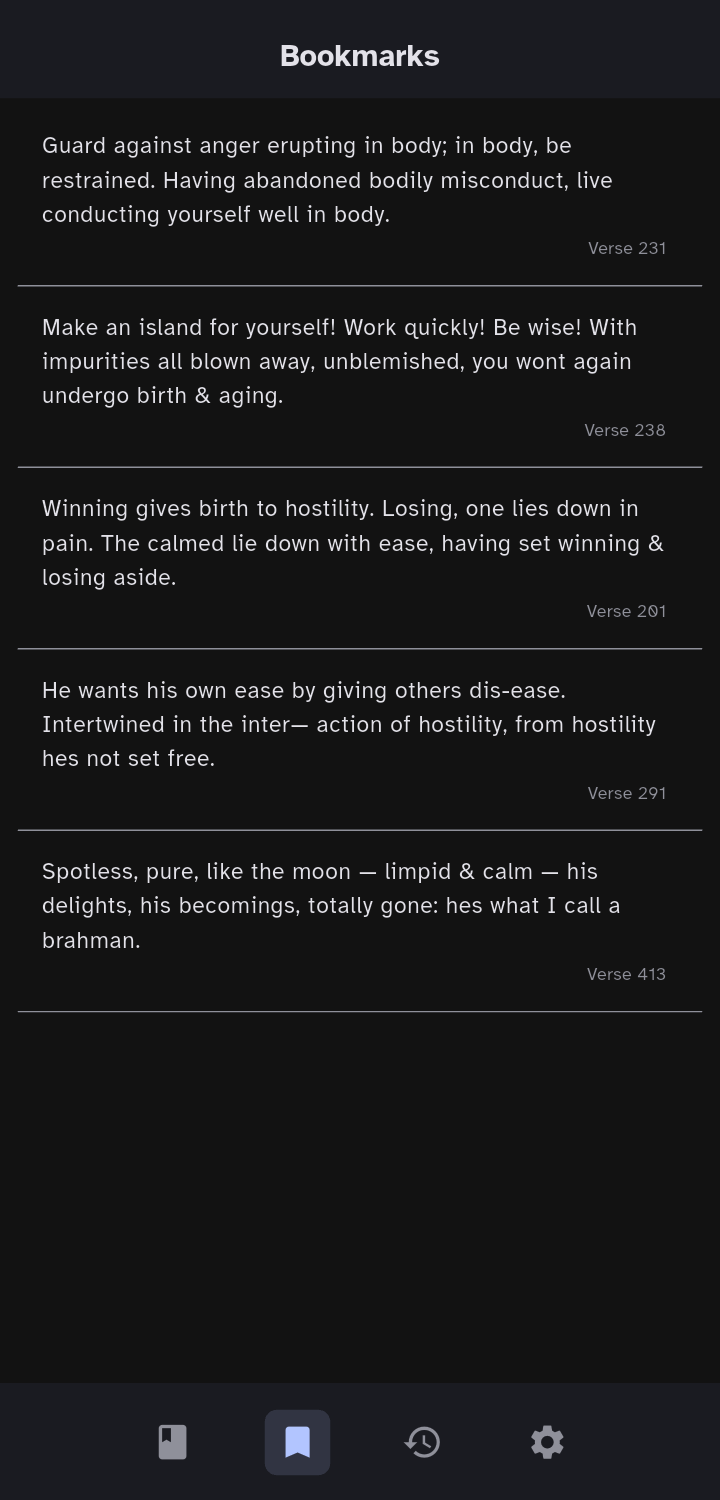 Bookmarks
Guard against anger erupting in body; in body, be
restrained. Having abandoned bodily misconduct, live
conducting yourself well in body.
Verse 231
Make an island for yourself! Work quickly! Be wise! With
impurities all blown away, unblemished, you wont again
undergo birth & aging.
Verse 238
Winning gives birth to hostility. Losing, one lies down in
pain. The calmed lie down with ease, having set winning &
losing aside.
Verse 201
He wants his own ease by giving others dis-ease.
Intertwined in the inter— action of hostility, from hostility
hes not set free.
Verse 291
Spotless, pure, like the moon — limpid & calm — his
delights, his becomings, totally gone: hes what I call a
brahman.
Verse 413